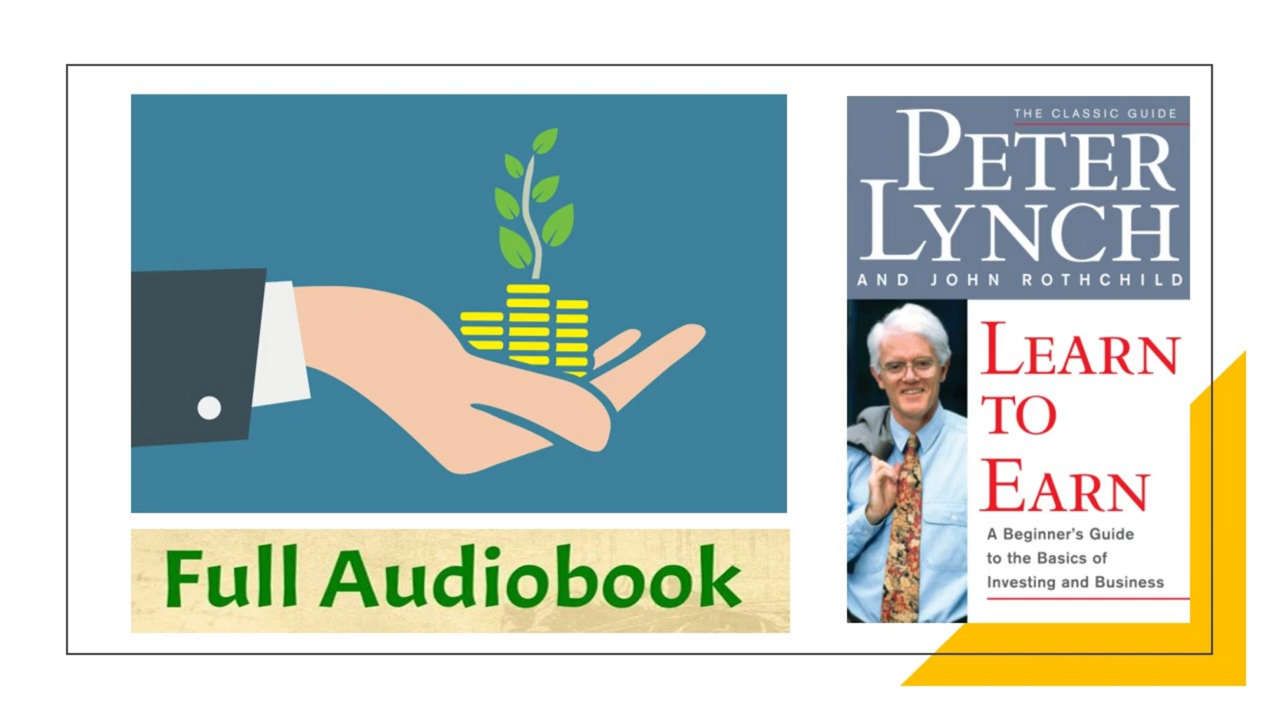 Full Audiobook
THE CLASSIC GUIDE
PETER
LYNCH
AND JOHN ROTHCHILD
LEARN
TO
EARN
A Beginner's Guide
to the Basics of
Investing and Business